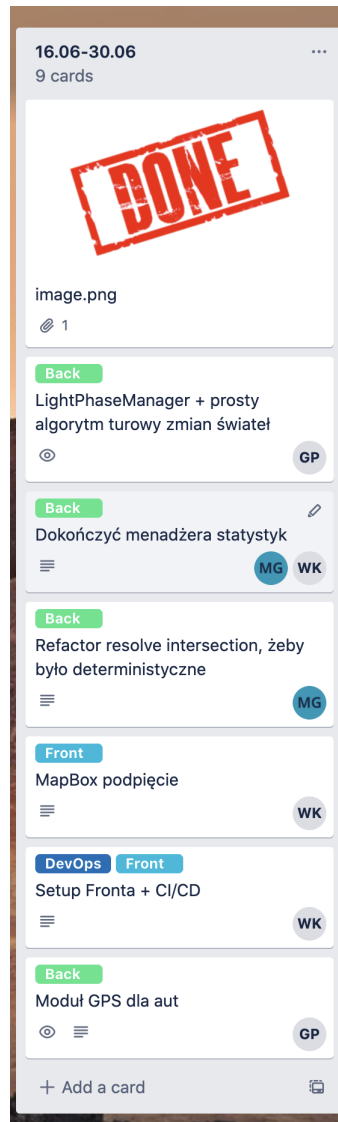 16.06-30.06
9 cards
DONE
image.png
1
Back
LightPhaseManager + prosty
algorytm turowy zmian świateł
GP
Back
Dokończyć menadżera statystyk
MG WK
Back
Refactor resolve intersection, żeby
było deterministyczne
MG
Front
MapBox podpięcie
WK
DevOps Front
Setup Fronta + CI/CD
WK
Back
Moduł GPS dla aut
GP
+ Add a card